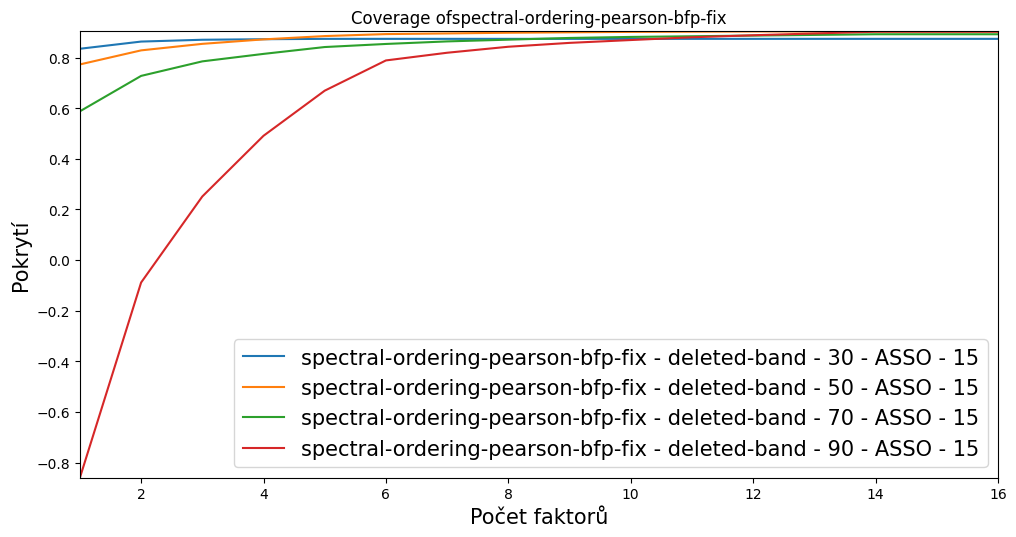 Coverage ofspectral-ordering-pearson-bfp-fix
0.8
0.6
0.4
0.2
0.0
−0.2
−0.4
−0.6
−0.8
Pokrytí
spectral-ordering-pearson-bfp-fix - deleted-band - 30 - ASSO - 15
spectral-ordering-pearson-bfp-fix - deleted-band - 50 - ASSO - 15
spectral-ordering-pearson-bfp-fix - deleted-band - 70 - ASSO - 15
spectral-ordering-pearson-bfp-fix - deleted-band - 90 - ASSO - 15
2 4 6 8 10 12 14 16
Počet faktorů